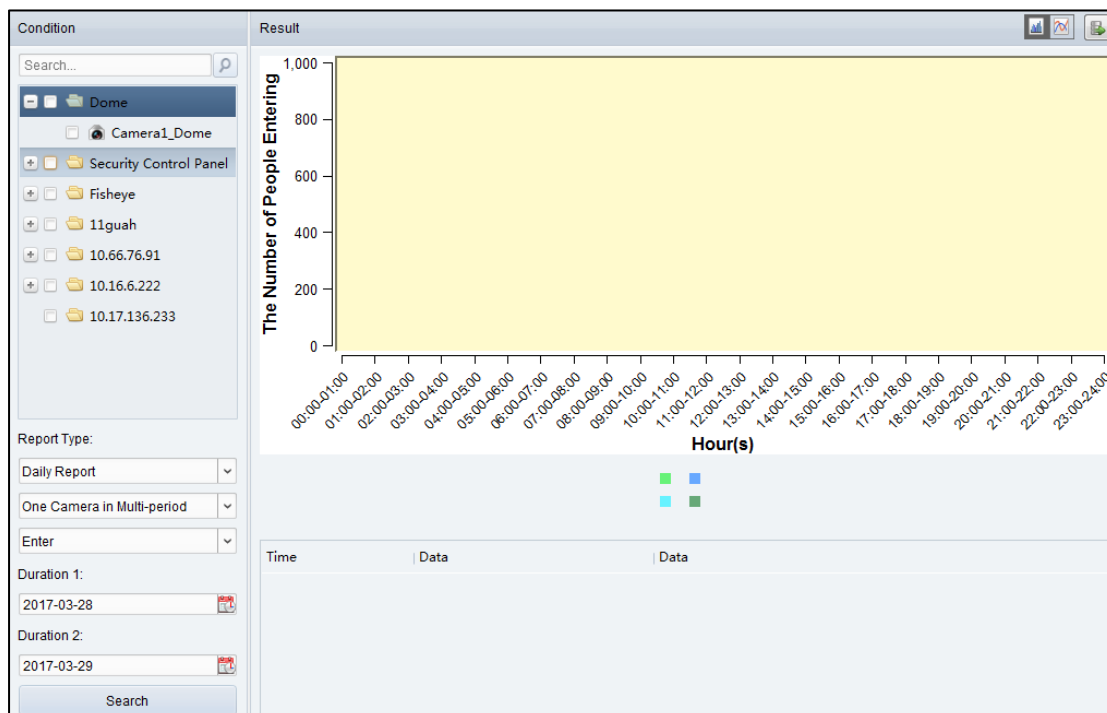 Condition
Search...
Dome
Camera1_Dome
Security Control Panel
Fisheye
11guah
10.66.76.91
10.16.6.222
10.17.136.233
Report Type:
Daily Report
One Camera in Multi-period
Enter
Duration 1:
2017-03-28
Duration 2:
2017-03-29
Search
Result
The Number of People Entering
1,000
800
600
400
200
0
00:00-01:00
01:00-02:00
02:00-03:00
03:00-04:00
04:00-05:00
05:00-06:00
06:00-07:00
07:00-08:00
08:00-09:00
09:00-10:00
10:00-11:00
11:00-12:00
12:00-13:00
13:00-14:00
14:00-15:00
15:00-16:00
16:00-17:00
17:00-18:00
18:00-19:00
19:00-20:00
20:00-21:00
21:00-22:00
22:00-23:00
23:00-24:00
Hour(s)
Time Data Data